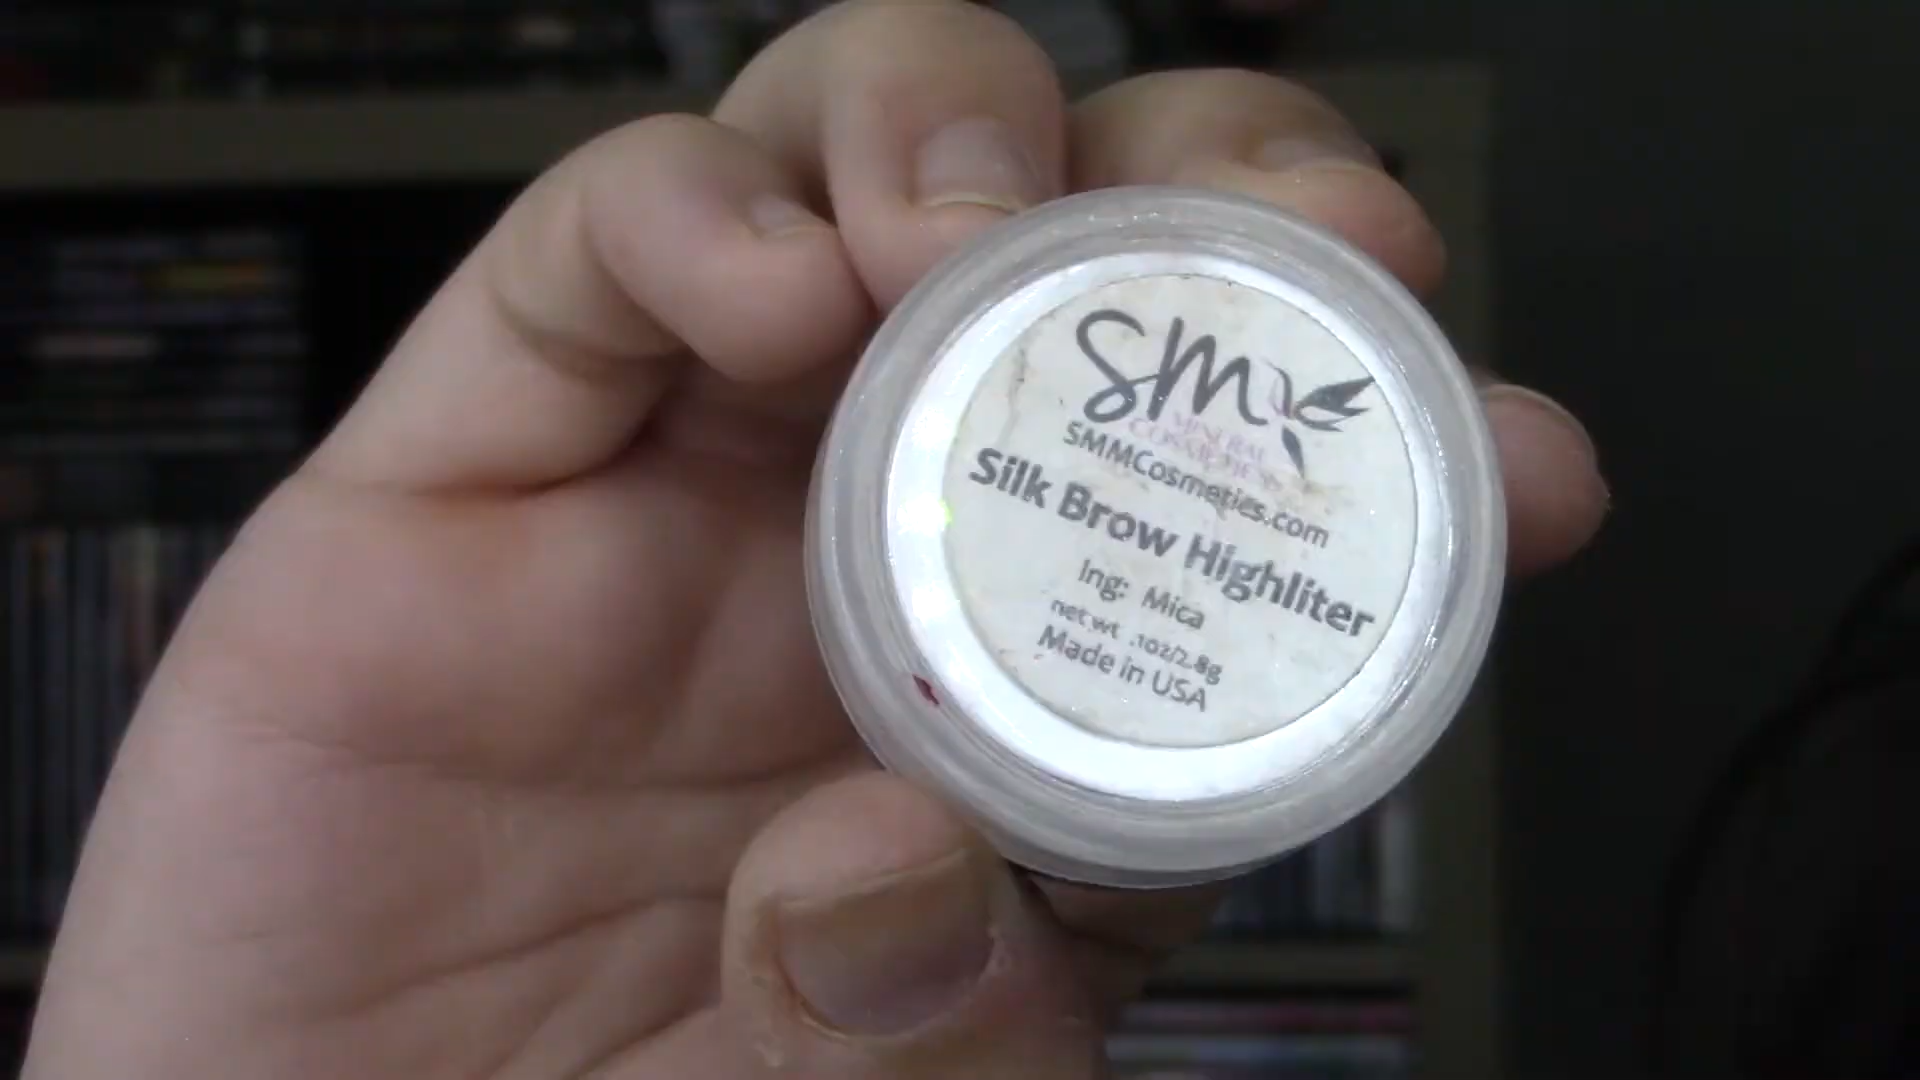 SM
MINERAL
COSMETICS
SMMCosmetics.com
Silk Brow Highliter
Ing: Mica
net wt .1oz/2.8g
Made in USA